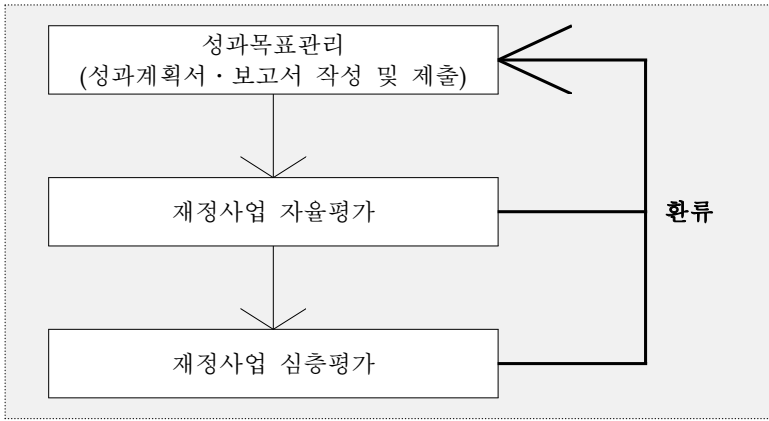 성과목표관리
(성과계획서 · 보고서 작성 및 제출)
재정사업 자율평가
환류
재정사업 심층평가